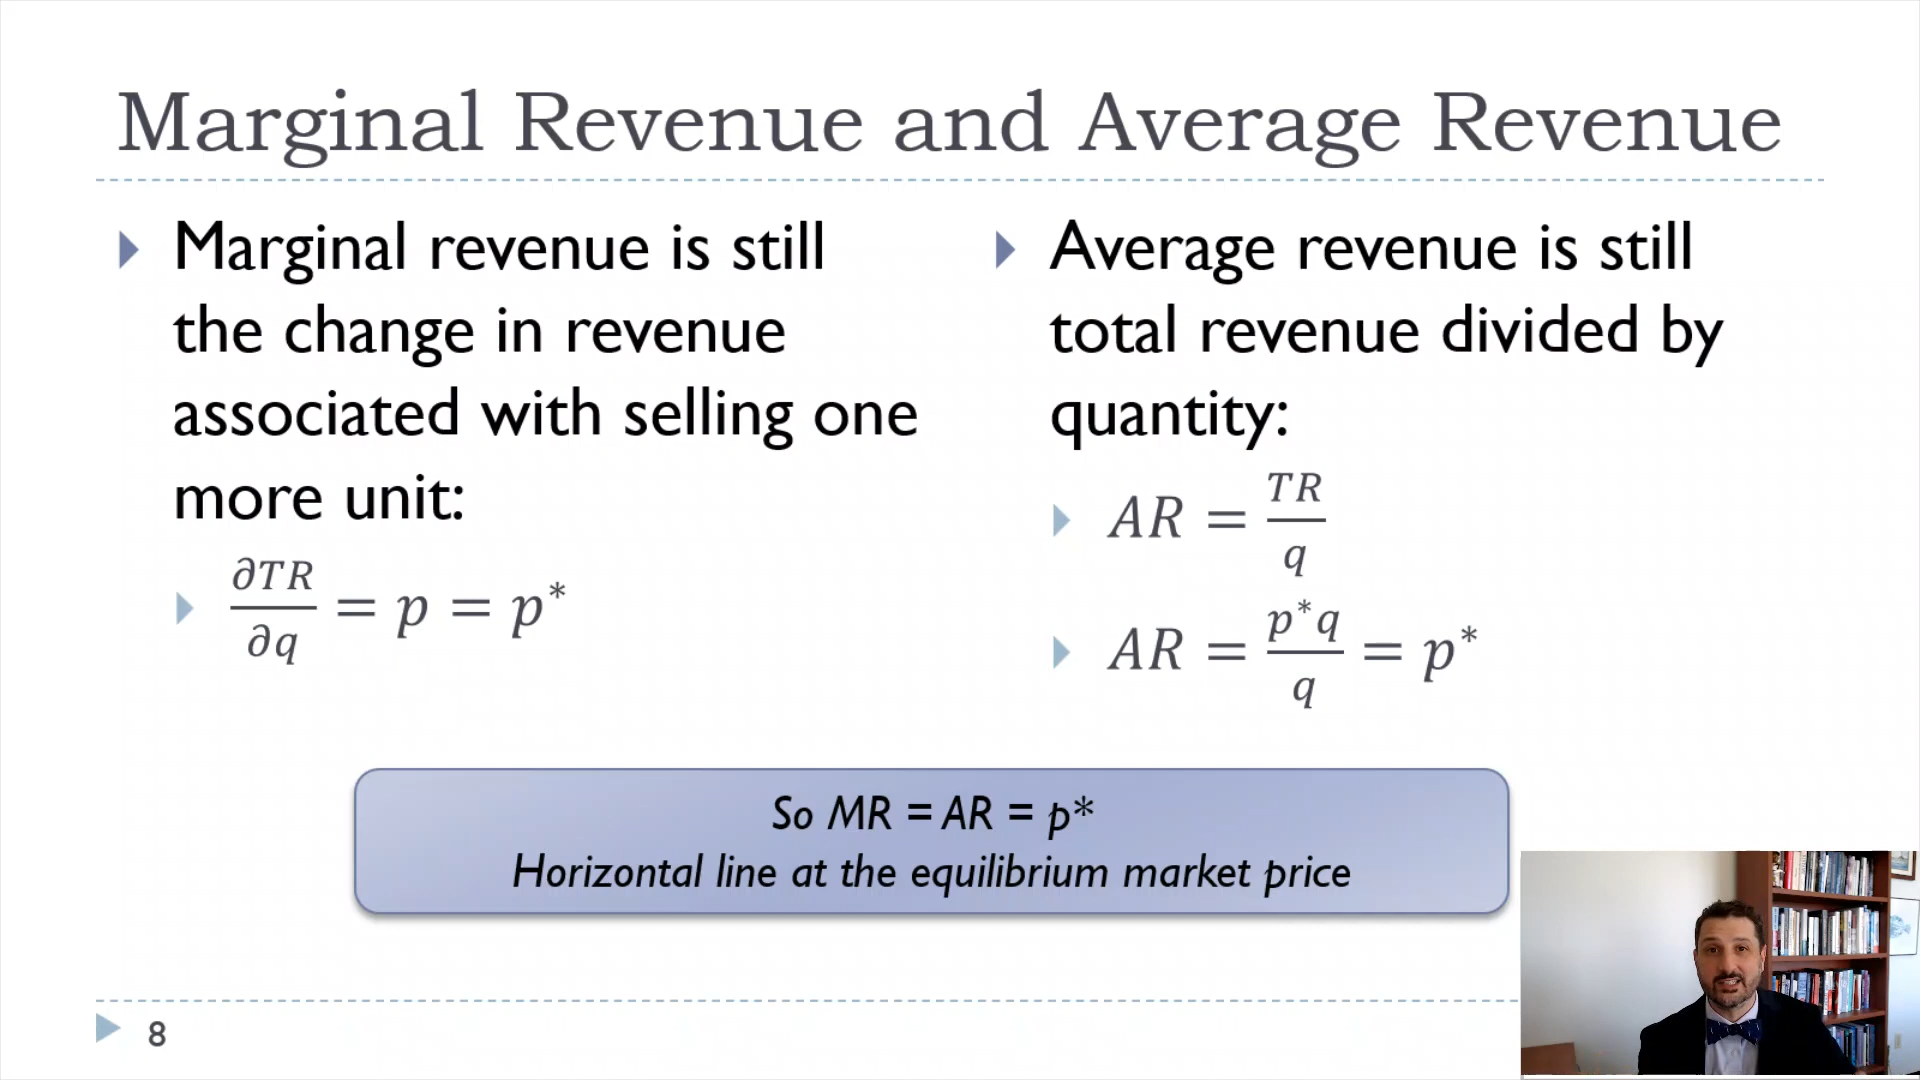 Marginal Revenue and Average Revenue
Marginal revenue is still
the change in revenue
associated with selling one
more unit:
∂TR/∂q = p = p*
Average revenue is still
total revenue divided by
quantity:
AR = TR/q
AR = p*q/q = p*
So MR = AR = p*
Horizontal line at the equilibrium market price
8